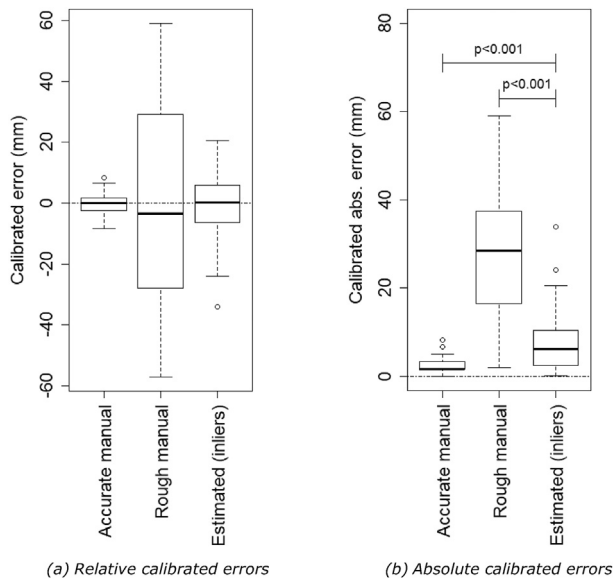 Calibrated error (mm)
60
40
20
0
-20
-40
-60
Accurate manual
Rough manual
Estimated (inliers)
(a) Relative calibrated errors
Calibrated abs. error (mm)
80
60
40
20
0
p<0.001
p<0.001
Accurate manual
Rough manual
Estimated (inliers)
(b) Absolute calibrated errors